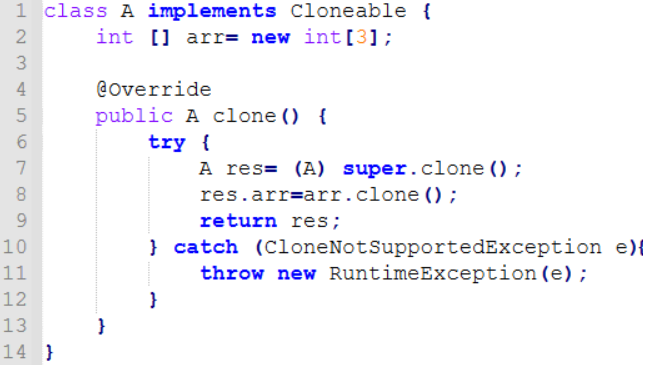 1 class A implements Cloneable {
2     int [] arr= new int[3];
3
4     @Override
5     public A clone() {
6         try {
7             A res= (A) super.clone();
8             res.arr=arr.clone();
9             return res;
10         } catch (CloneNotSupportedException e){
11             throw new RuntimeException(e);
12         }
13     }
14 }